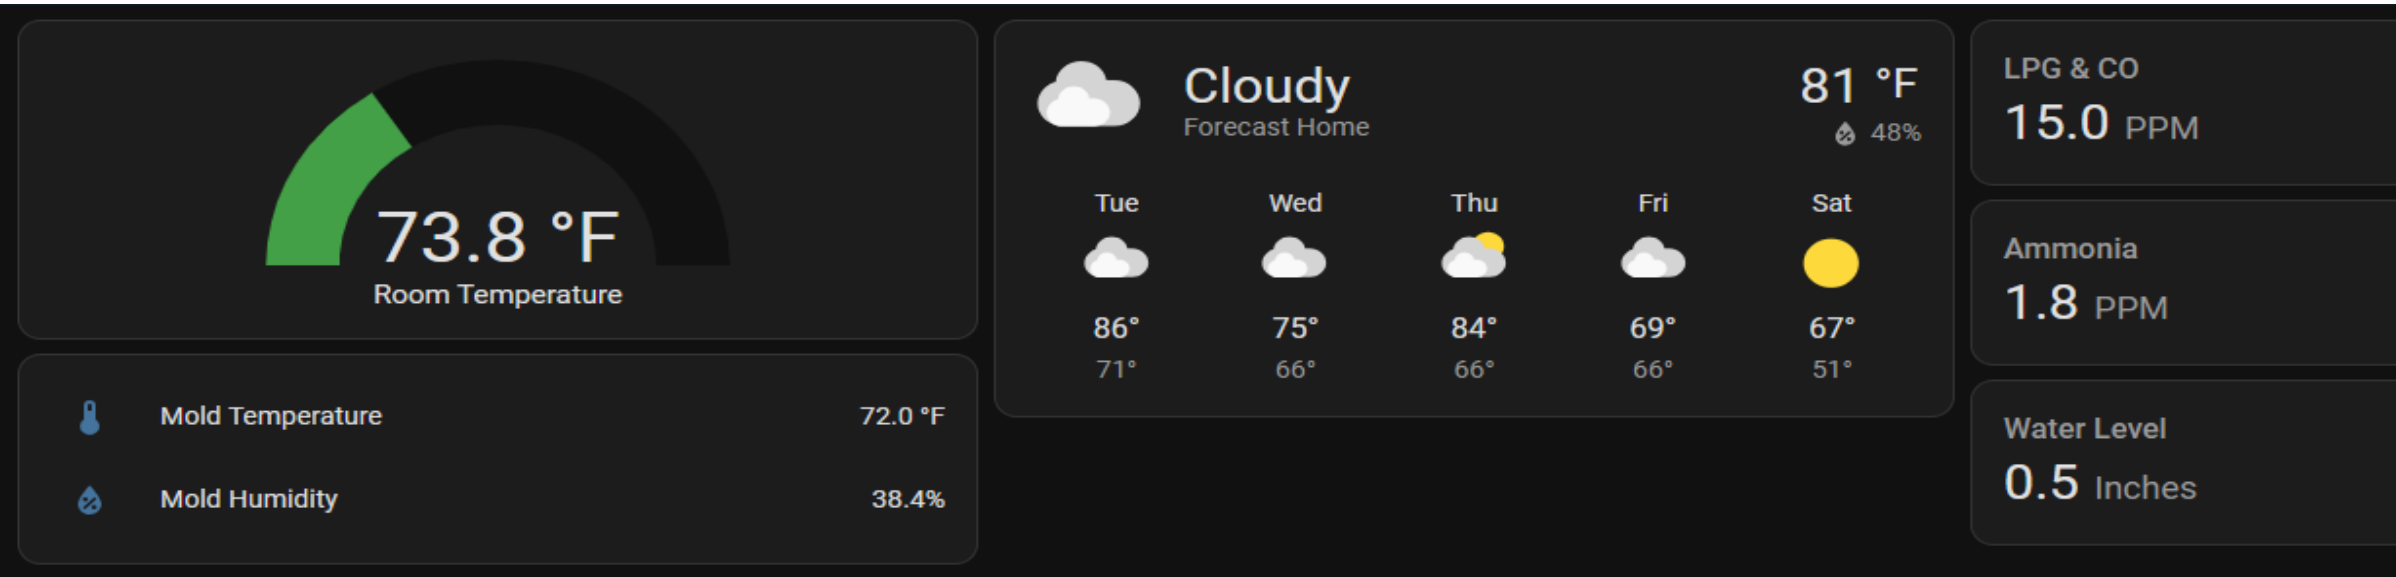 73.8 °F
Room Temperature
Mold Temperature 72.0 °F
Mold Humidity 38.4%
Cloudy 81 °F
Forecast Home 48%
Tue Wed Thu Fri Sat
86° 75° 84° 69° 67°
71° 66° 66° 66° 51°
LPG & CO
15.0 PPM
Ammonia
1.8 PPM
Water Level
0.5 Inches